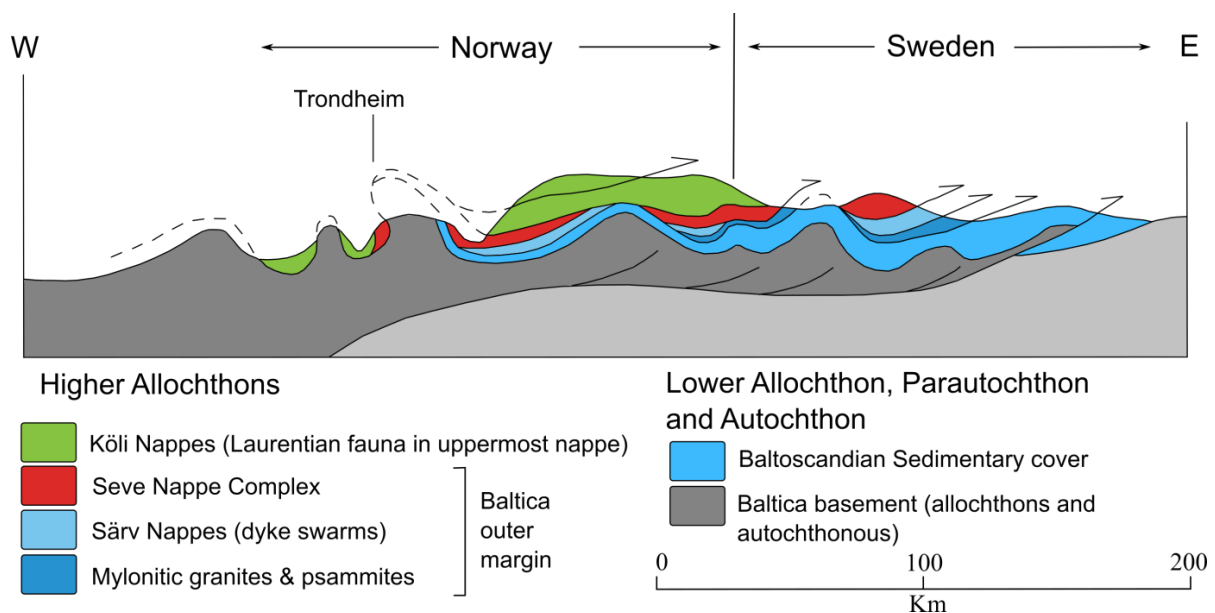 W
Norway
Sweden
E
Trondheim
Higher Allochthons
Köli Nappes (Laurentian fauna in uppermost nappe)
Seve Nappe Complex
Särv Nappes (dyke swarms)
Mylonitic granites & psammites
Baltica
outer
margin
Lower Allochthon, Parautochthon
and Autochthon
Baltoscandian Sedimentary cover
Baltica basement (allochthons and
autochthonous)
0
100
200
Km